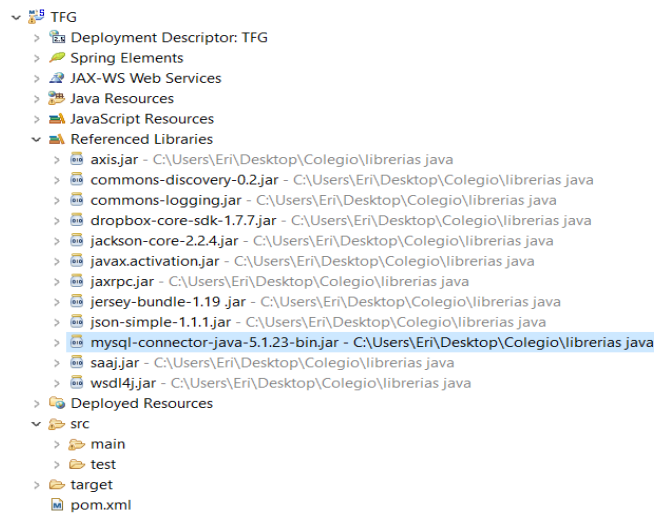 TFG
Deployment Descriptor: TFG
Spring Elements
JAX-WS Web Services
Java Resources
JavaScript Resources
Referenced Libraries
axis.jar - C:\Users\Eri\Desktop\Colegio\librerias java
commons-discovery-0.2.jar - C:\Users\Eri\Desktop\Colegio\librerias java
commons-logging.jar - C:\Users\Eri\Desktop\Colegio\librerias java
dropbox-core-sdk-1.7.7.jar - C:\Users\Eri\Desktop\Colegio\librerias java
jackson-core-2.2.4.jar - C:\Users\Eri\Desktop\Colegio\librerias java
javax.activation.jar - C:\Users\Eri\Desktop\Colegio\librerias java
jaxrpc.jar - C:\Users\Eri\Desktop\Colegio\librerias java
jersey-bundle-1.19 .jar - C:\Users\Eri\Desktop\Colegio\librerias java
json-simple-1.1.1.jar - C:\Users\Eri\Desktop\Colegio\librerias java
mysql-connector-java-5.1.23-bin.jar - C:\Users\Eri\Desktop\Colegio\librerias java
saaj.jar - C:\Users\Eri\Desktop\Colegio\librerias java
wsdl4j.jar - C:\Users\Eri\Desktop\Colegio\librerias java
Deployed Resources
src
main
test
target
pom.xml